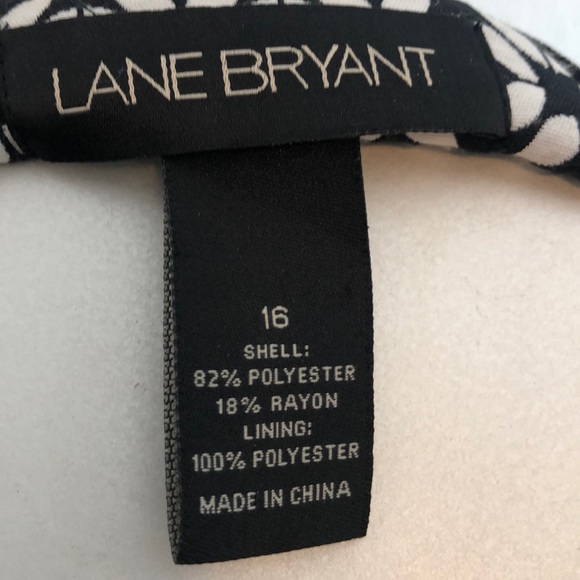 LANE BRYANT
16
SHELL:
82% POLYESTER
18% RAYON
LINING:
100% POLYESTER
MADE IN CHINA